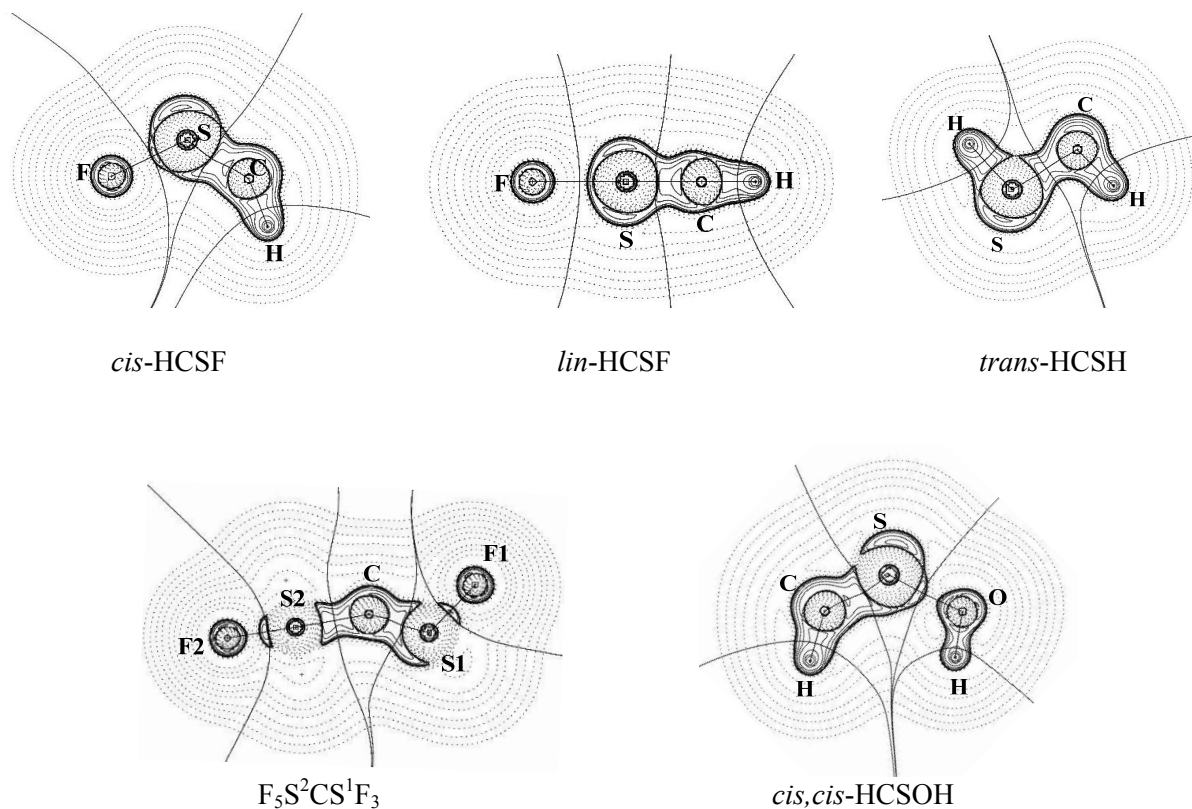 F S C H
F S C H
H S C H
cis-HCSF lin-HCSF trans-HCSH
F2 S2 C S1 F1
C H S O H
F₅S²CS¹F₃ cis,cis-HCSOH